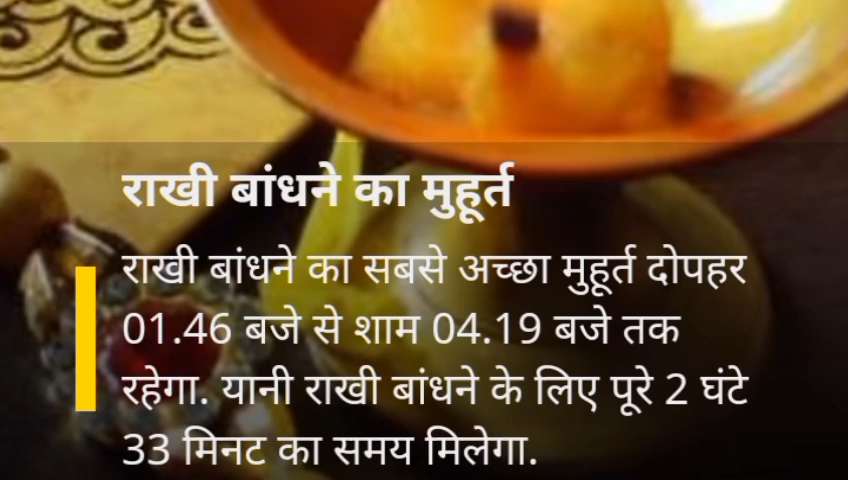 राखी बांधने का मुहूर्त
राखी बांधने का सबसे अच्छा मुहूर्त दोपहर
01.46 बजे से शाम 04.19 बजे तक
रहेगा. यानी राखी बांधने के लिए पूरे 2 घंटे
33 मिनट का समय मिलेगा.